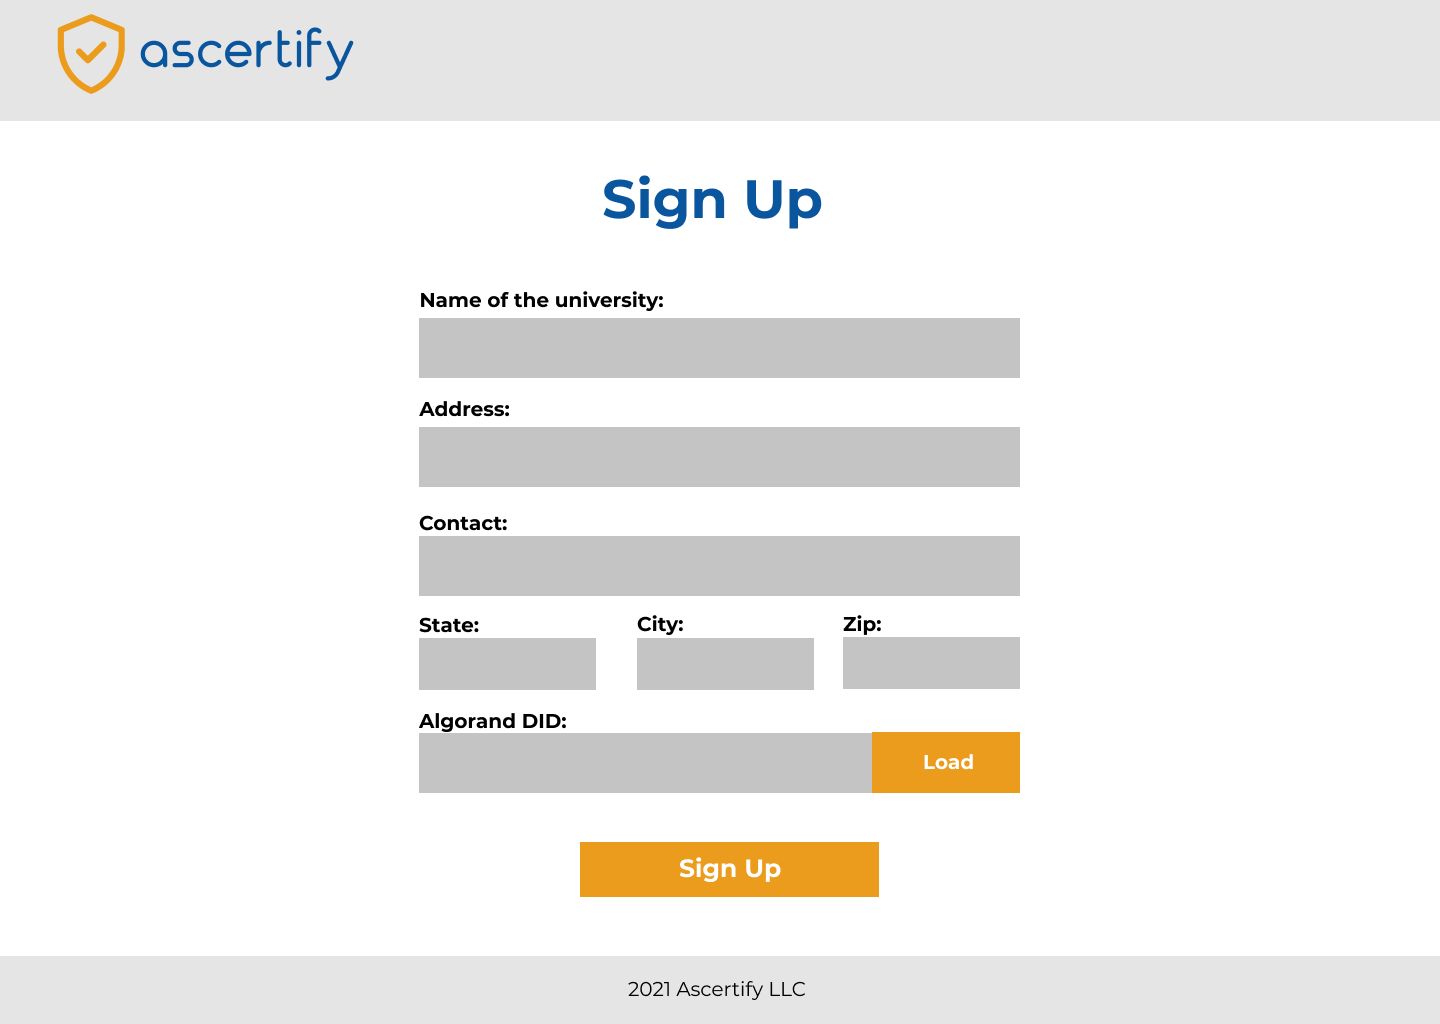 ascertify
Sign Up
Name of the university:
Address:
Contact:
State: City: Zip:
Algorand DID:
Load
Sign Up
2021 Ascertify LLC